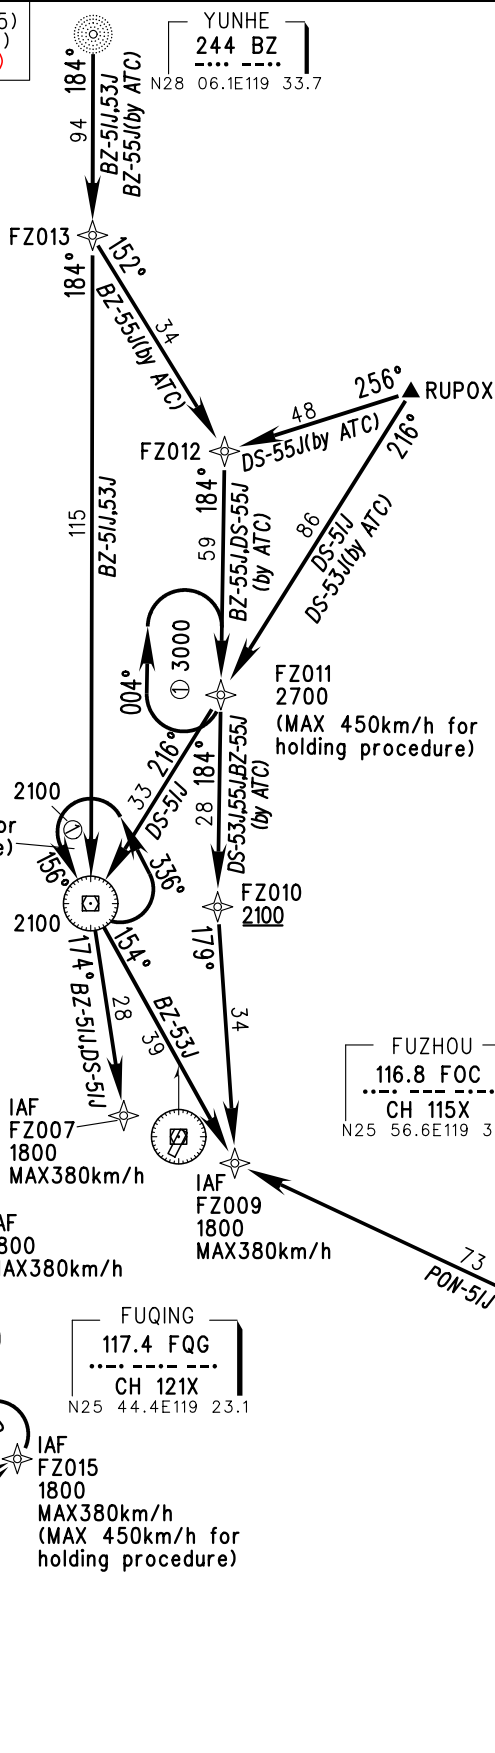 5)
)
)
YUNHE
244 BZ
N28 06.1E119 33.7
184°
94
BZ-51J,53J
BZ-55J(by ATC)
FZ013
184°
152°
34
BZ-55J(by ATC)
256°
RUPOX
48
DS-55J(by ATC)
216°
FZ012
115
BZ-51J,53J
184°
59
BZ-55J,DS-55J
(by ATC)
86
DS-51J
DS-53J(by ATC)
004°
1 3000
FZ011
2700
(MAX 450km/h for
holding procedure)
216°
33
DS-51J
184°
28
DS-53J,55J,BZ-55J
(by ATC)
2100
1
or
e)
156°
336°
FZ010
2100
2100
174°
28
BZ-51J,DS-51J
154°
BZ-53J
39
179°
34
FUZHOU
116.8 FOC
CH 115X
N25 56.6E119 3
IAF
FZ007
1800
MAX380km/h
IAF
FZ009
1800
MAX380km/h
AF
800
IAX380km/h
73
PON-51J
FUQING
117.4 FQG
CH 121X
N25 44.4E119 23.1
IAF
FZ015
1800
MAX380km/h
(MAX 450km/h for
holding procedure)